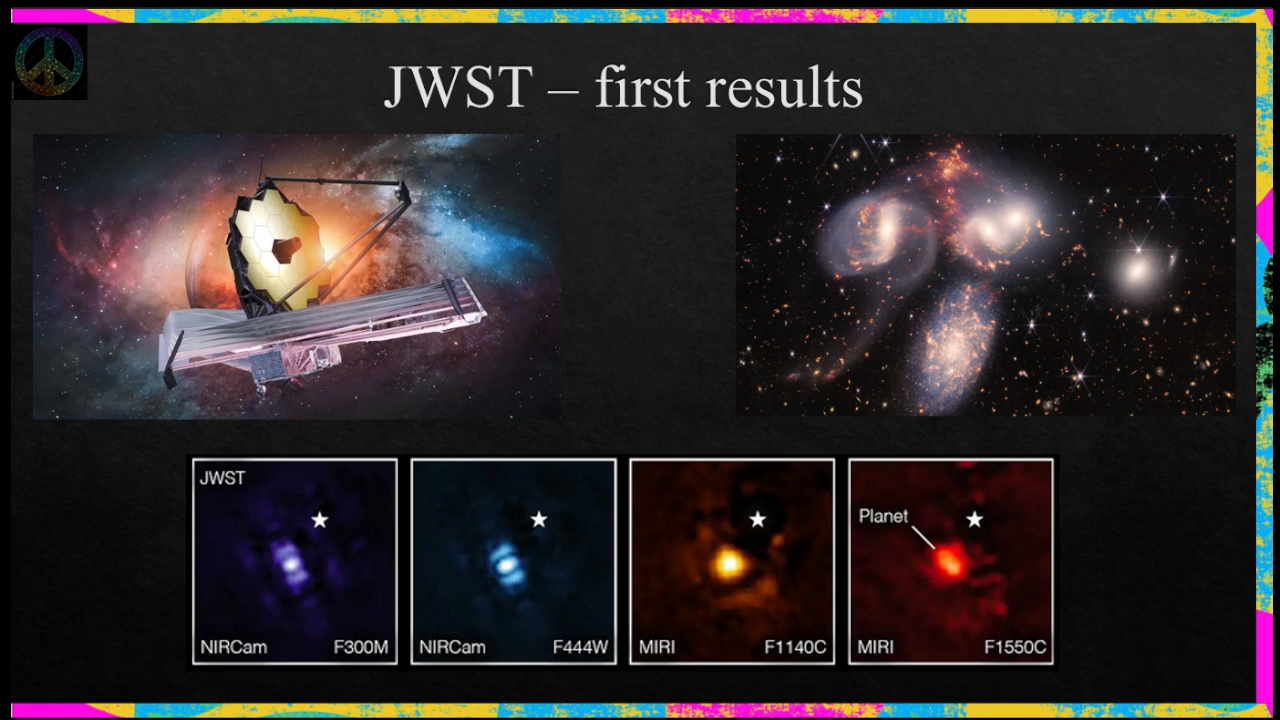 JWST – first results
JWST
NIRCam F300M
NIRCam F444W
MIRI F1140C
Planet
MIRI F1550C